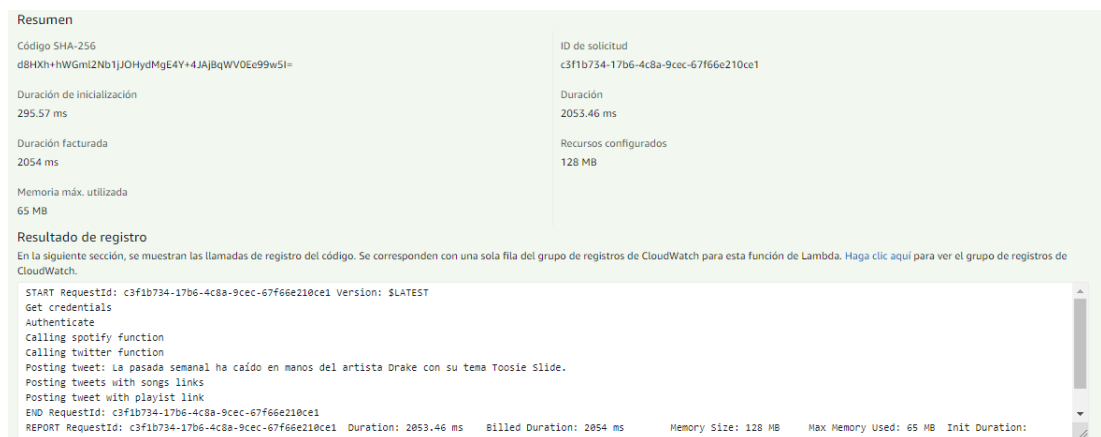 Resumen
Código SHA-256
d8HXh+hWGml2Nb1jJOHydMgE4Y+4JAjBqWV0Ee99w5I=
ID de solicitud
c3f1b734-17b6-4c8a-9cec-67f66e210ce1
Duración de inicialización
295.57 ms
Duración
2053.46 ms
Duración facturada
2054 ms
Recursos configurados
128 MB
Memoria máx. utilizada
65 MB
Resultado de registro
En la siguiente sección, se muestran las llamadas de registro del código. Se corresponden con una sola fila del grupo de registros de CloudWatch para esta función de Lambda. Haga clic aquí para ver el grupo de registros de
CloudWatch.
START RequestId: c3f1b734-17b6-4c8a-9cec-67f66e210ce1 Version: $LATEST
Get credentials
Authenticate
Calling spotify function
Calling twitter function
Posting tweet: La pasada semanal ha caído en manos del artista Drake con su tema Toosie Slide.
Posting tweets with songs links
Posting tweet with playist link
END RequestId: c3f1b734-17b6-4c8a-9cec-67f66e210ce1
REPORT RequestId: c3f1b734-17b6-4c8a-9cec-67f66e210ce1 Duration: 2053.46 ms Billed Duration: 2054 ms Memory Size: 128 MB Max Memory Used: 65 MB Init Duration: